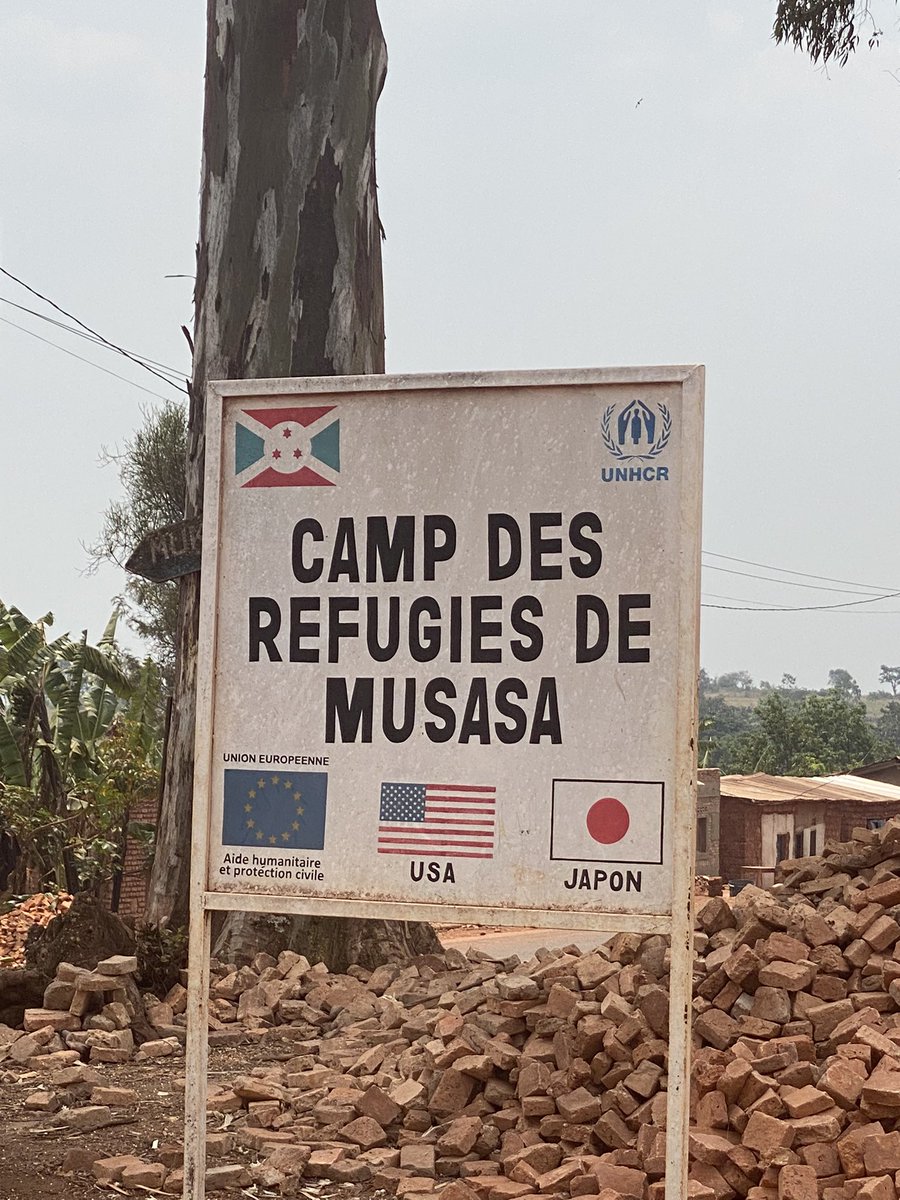 UNHCR
CAMP DES
REFUGIES DE
MUSASA
UNION EUROPEENNE
Aide humanitaire
et protection civile
USA
JAPON